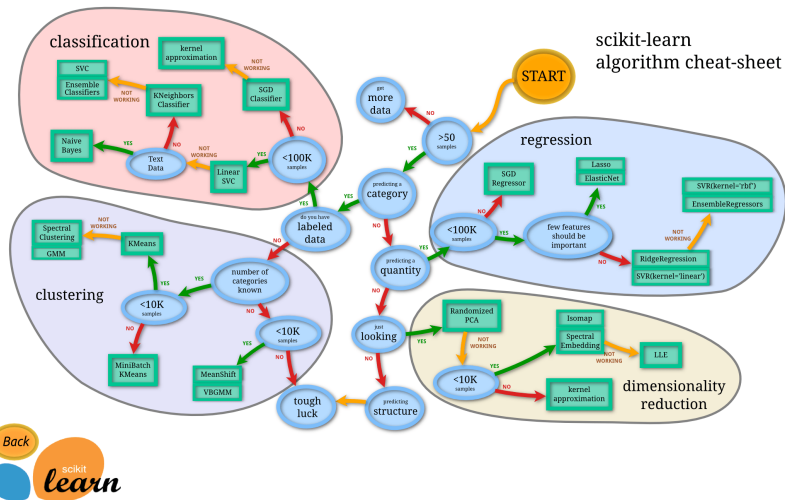 scikit-learn
algorithm cheat-sheet
START
classification
kernel
approximation
NOT
WORKING
SVC
Ensemble
Classifiers
NOT
WORKING
KNeighbors
Classifier
SGD
Classifier
NO
Naive
Bayes
YES
Text
Data
NOT
WORKING
Linear
SVC
YES
<100K
samples
NO
get
more
data
NO
>50
samples
YES
predicting a
category
YES
do you have
labeled
data
YES
NO
NO
predicting a
quantity
YES
NO
just
looking
YES
NO
predicting
structure
tough
luck
regression
SGD
Regressor
NO
<100K
samples
YES
few features
should be
important
YES
Lasso
ElasticNet
NO
RidgeRegression
SVR(kernel='linear')
NOT
WORKING
SVR(kernel='rbf')
EnsembleRegressors
clustering
Spectral
Clustering
GMM
NOT
WORKING
KMeans
YES
<10K
samples
NO
MiniBatch
KMeans
YES
number of
categories
known
NO
<10K
samples
YES
NO
MeanShift
VBGMM
dimensionality
reduction
Randomized
PCA
NOT
WORKING
<10K
samples
YES
NO
Isomap
Spectral
Embedding
NOT
WORKING
LLE
kernel
approximation
Back
scikit
learn